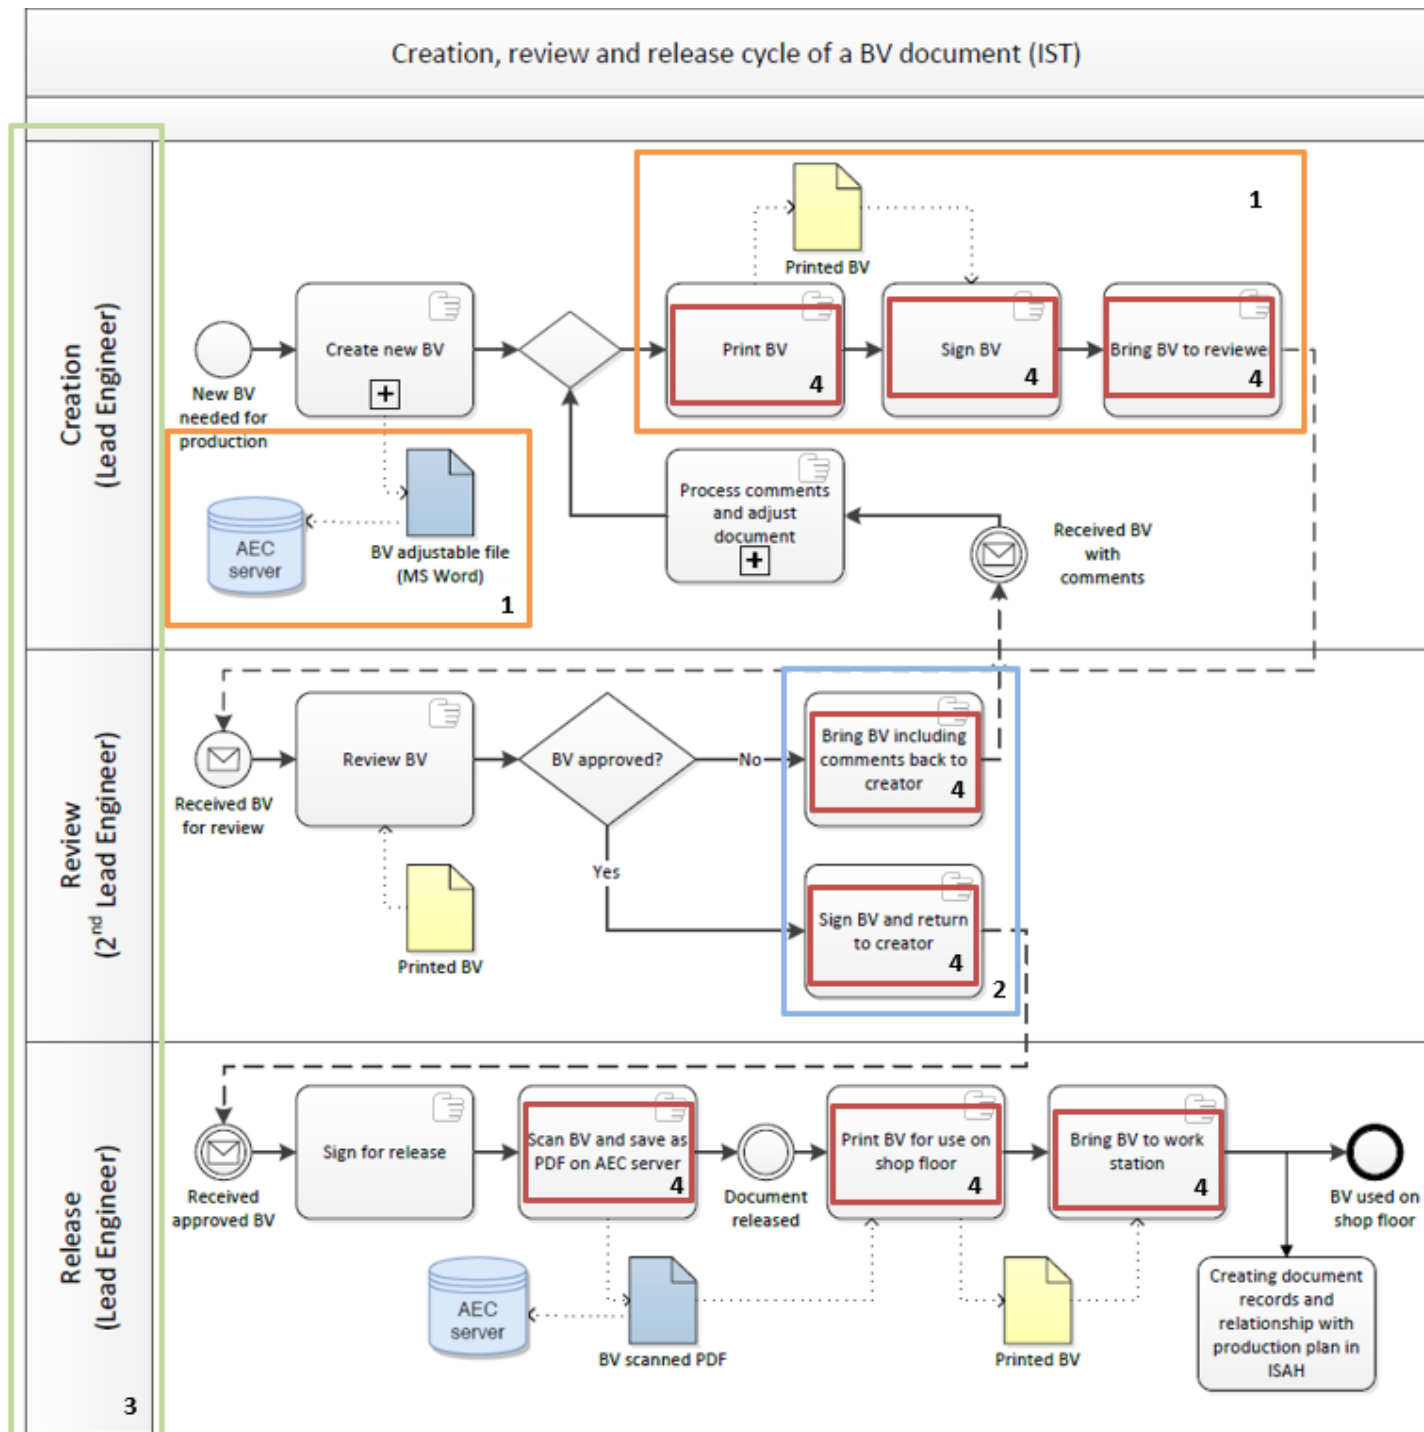 Creation, review and release cycle of a BV document (IST)
Creation
(Lead Engineer)
1
Printed BV
New BV
needed for
production
Create new BV
Print BV
4
Sign BV
4
Bring BV to reviewer
4
AEC
server
BV adjustable file
(MS Word)
1
Process comments
and adjust
document
Received BV
with
comments
Review
(2nd Lead Engineer)
Received BV
for review
Review BV
BV approved?
No
Bring BV including
comments back to
creator
4
Yes
Printed BV
Sign BV and return
to creator
4
2
Release
(Lead Engineer)
Received
approved BV
Sign for release
Scan BV and save as
PDF on AEC server
4
Document
released
Print BV for use on
shop floor
4
Bring BV to work
station
4
BV used on
shop floor
AEC
server
BV scanned PDF
Printed BV
Creating document
records and
relationship with
production plan in
ISAH
3